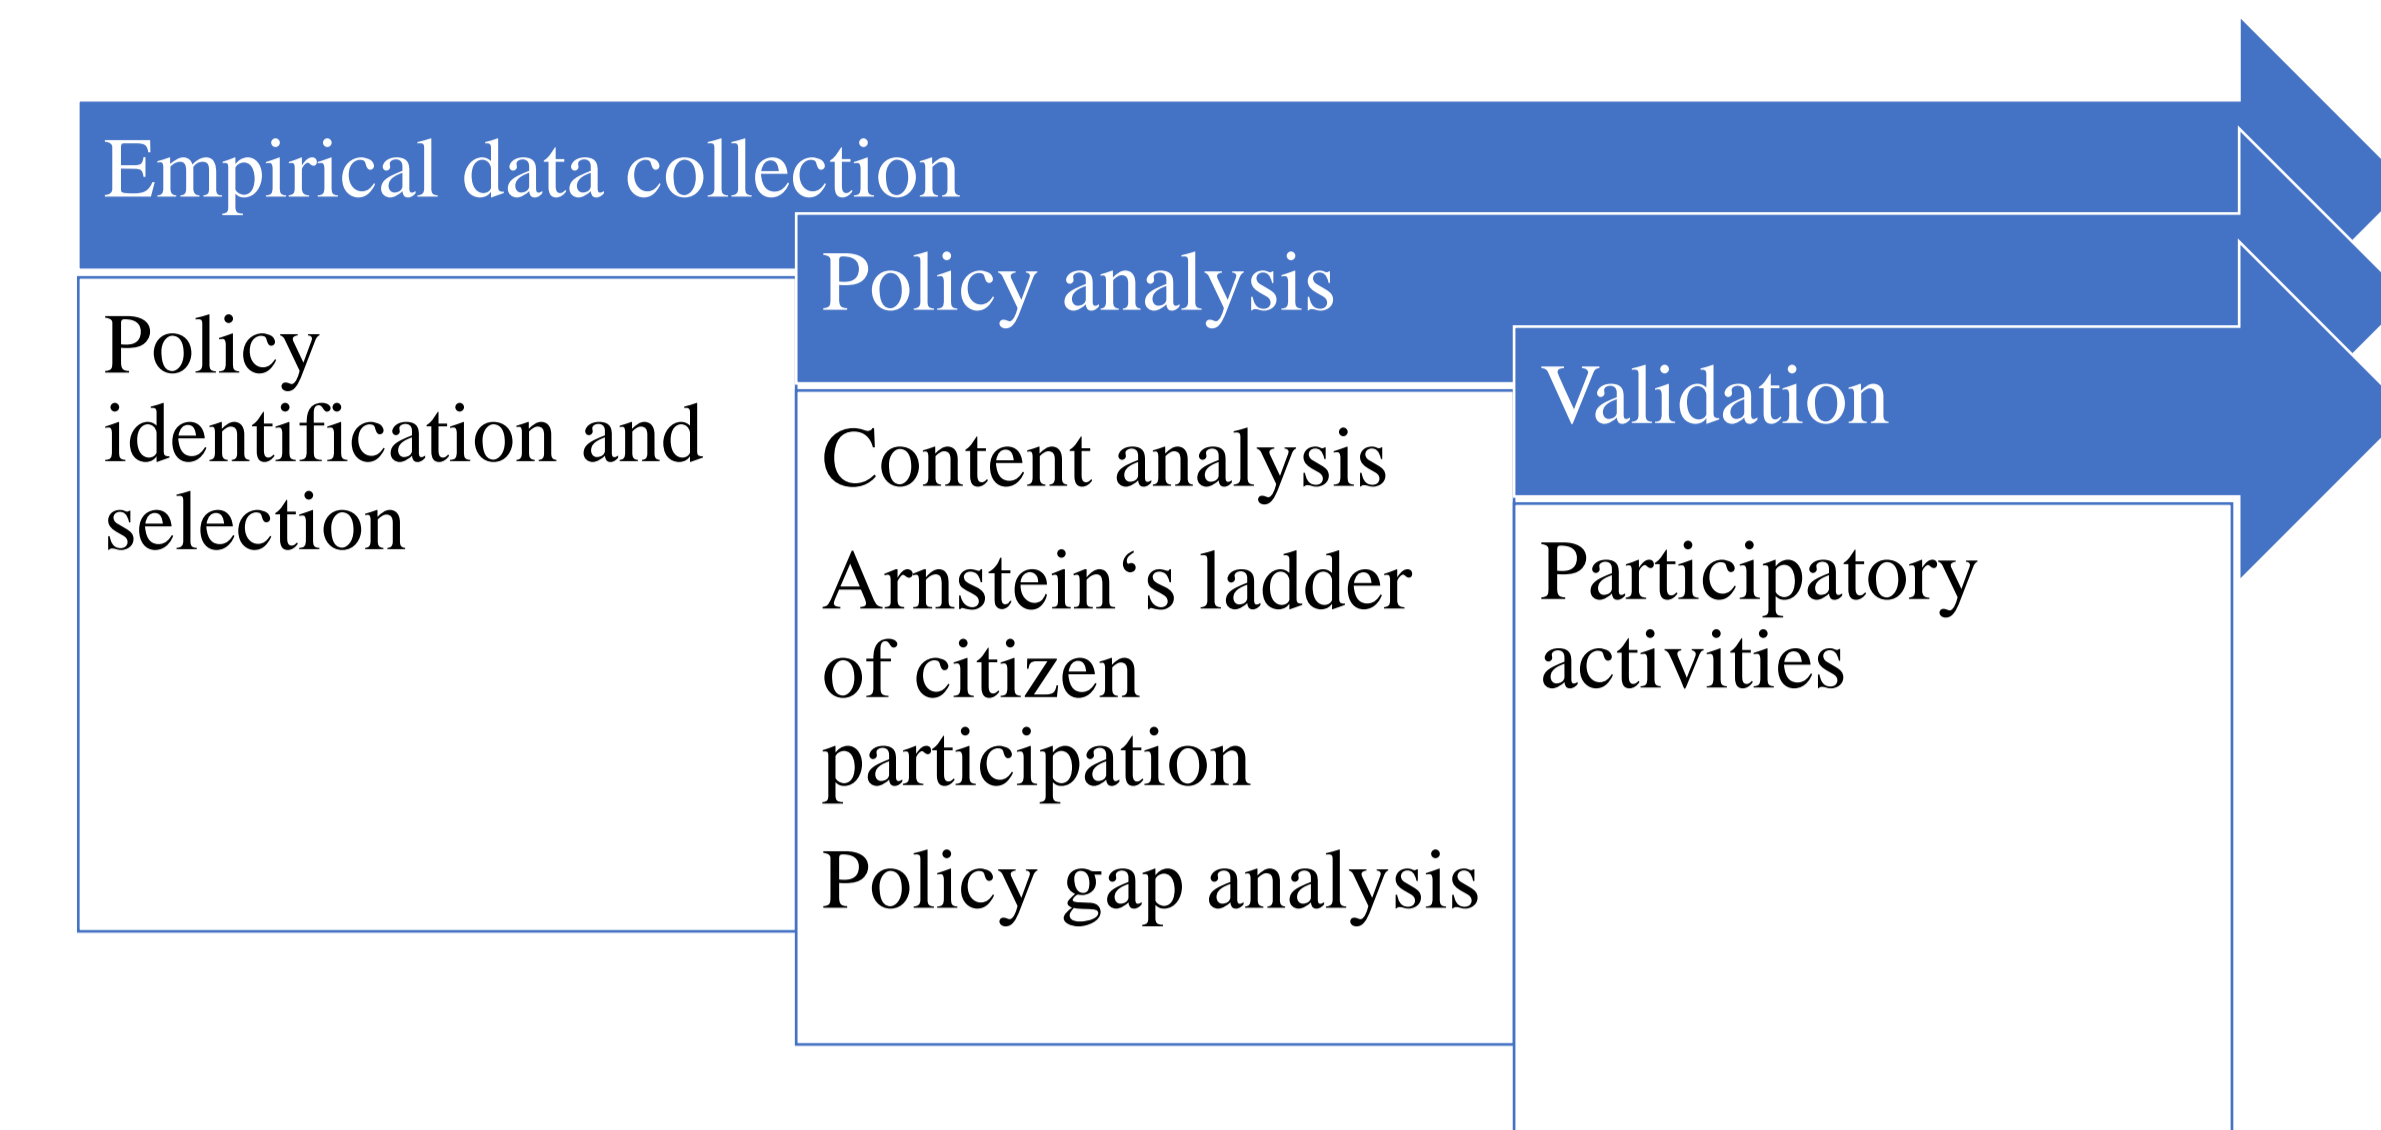 Empirical data collection
Policy
identification and
selection
Policy analysis
Content analysis
Arnstein‘s ladder
of citizen
participation
Policy gap analysis
Validation
Participatory
activities